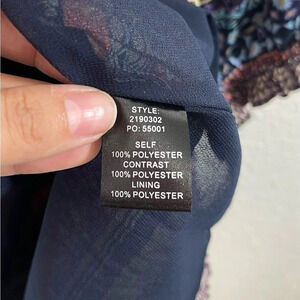 STYLE:
2190302
PO: 55001
SELF
100% POLYESTER
CONTRAST
100% POLYESTER
LINING
100% POLYESTER